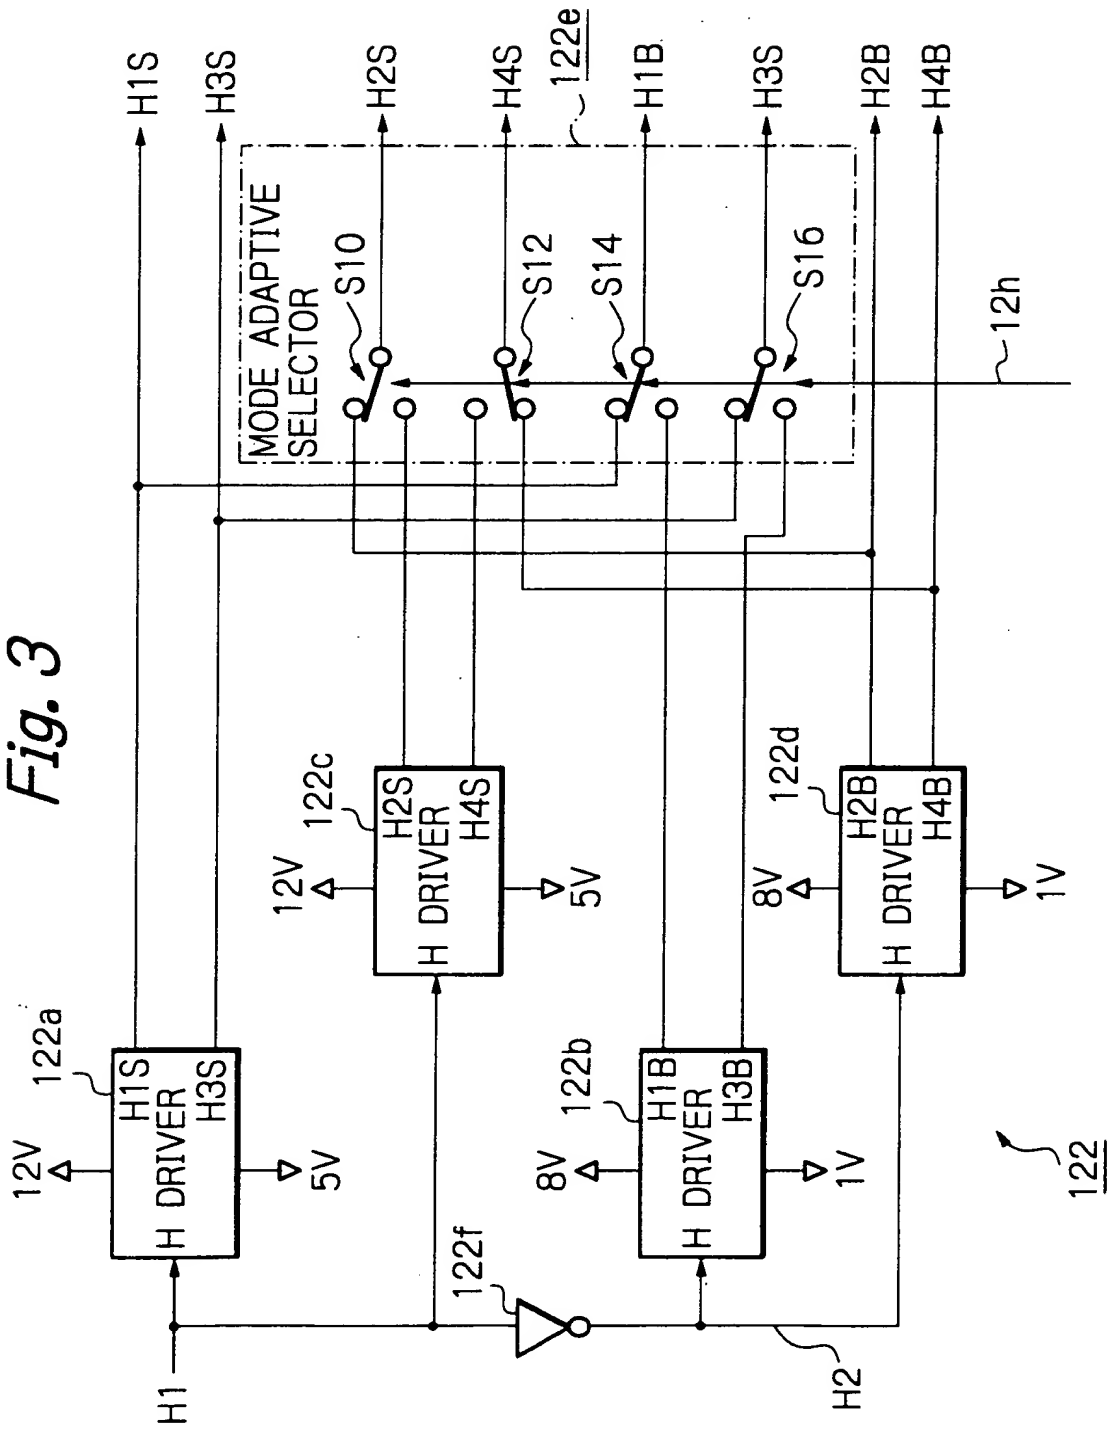 Fig. 3
H1
12V
122a
H1S
H DRIVER
H3S
5V
12V
122c
H2S
H DRIVER
H4S
5V
122f
8V
122b
H1B
H DRIVER
H3B
1V
8V
122d
H2B
H DRIVER
H4B
1V
H2
122
MODE ADAPTIVE
SELECTOR
S10
S12
S14
S16
12h
122e
H1S
H3S
H2S
H4S
H1B
H3S
H2B
H4B